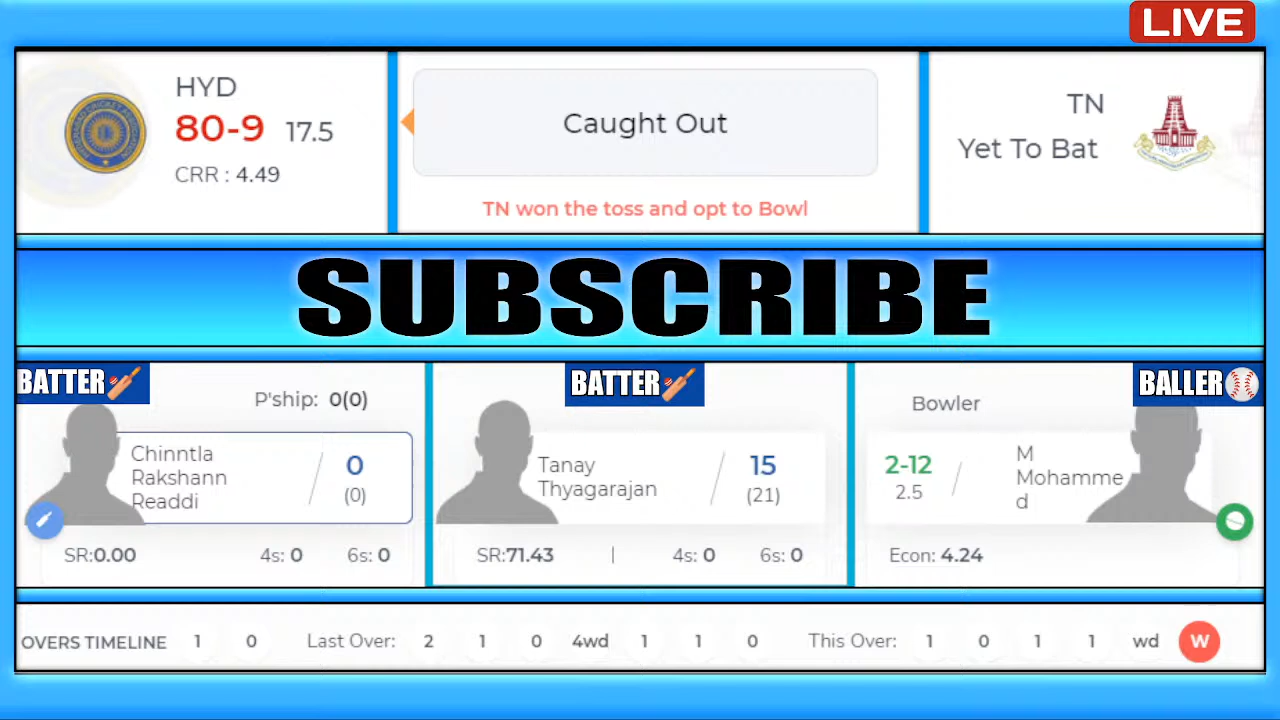 LIVE
HYD
80-9 17.5
CRR : 4.49
Caught Out
TN won the toss and opt to Bowl
TN
Yet To Bat
SUBSCRIBE
BATTER
P'ship: 0(0)
Chinntla
Rakshann
Readdi
0
(0)
SR:0.00 4s: 0 6s: 0
BATTER
Tanay
Thyagarajan
15
(21)
SR:71.43 | 4s: 0 6s: 0
BALLER
Bowler
2-12
2.5
M
Mohamme
d
Econ: 4.24
OVERS TIMELINE 1 0 Last Over: 2 1 0 4wd 1 1 0 This Over: 1 0 1 1 wd W